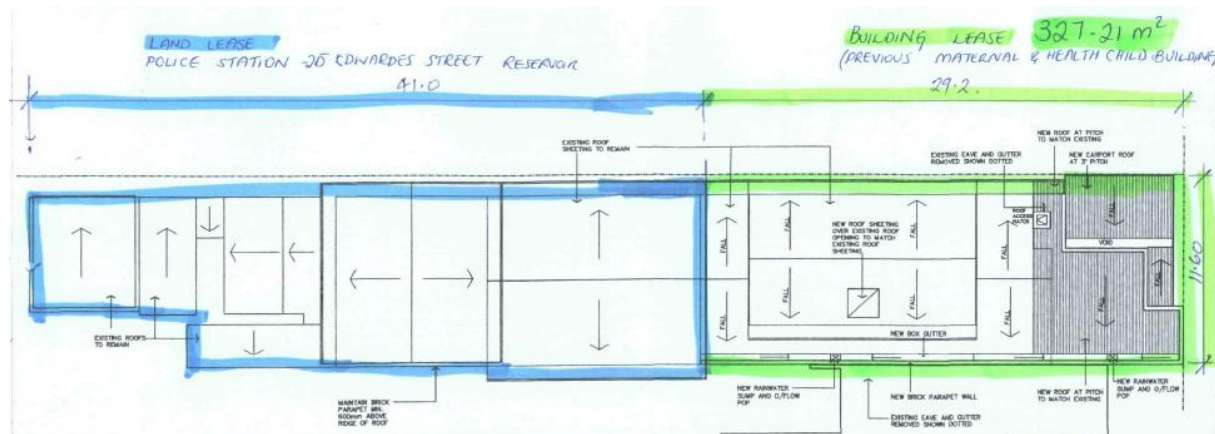 LAND LEASE
POLICE STATION - 25 EDWARDES STREET RESERVOIR
41.0
BUILDING LEASE 327.21 m²
(PREVIOUS MATERNAL & HEALTH CHILD BUILDING)
29.2.
EXISTING ROOF
SHEETING TO REMAIN
NEW ROOF AT PITCH
TO MATCH EXISTING
EXISTING EAVE AND GUTTER
REMOVED SHOWN DOTTED
NEW CARPORT ROOF
AT 3° PITCH
ROOF
ACCESS
HATCH
FALL
FALL
FALL
FALL
FALL
NEW ROOF SHEETING
OVER EXISTING ROOF
OPENING TO MATCH
EXISTING ROOF
SHEETING
VOID
FALL
11.60
FALL
FALL
FALL
FALL
FALL
FALL
NEW BOX GUTTER
EXISTING ROOFS
TO REMAIN
MAINTAIN BRICK
PARAPET MIN.
600mm ABOVE
RIDGE OF ROOF
NEW RAINWATER
SUMP AND O/FLOW
POP
NEW BRICK PARAPET WALL
EXISTING EAVE AND GUTTER
REMOVED SHOWN DOTTED
NEW ROOF AT PITCH
TO MATCH EXISTING
NEW RAINWATER
SUMP AND O/FLOW
POP